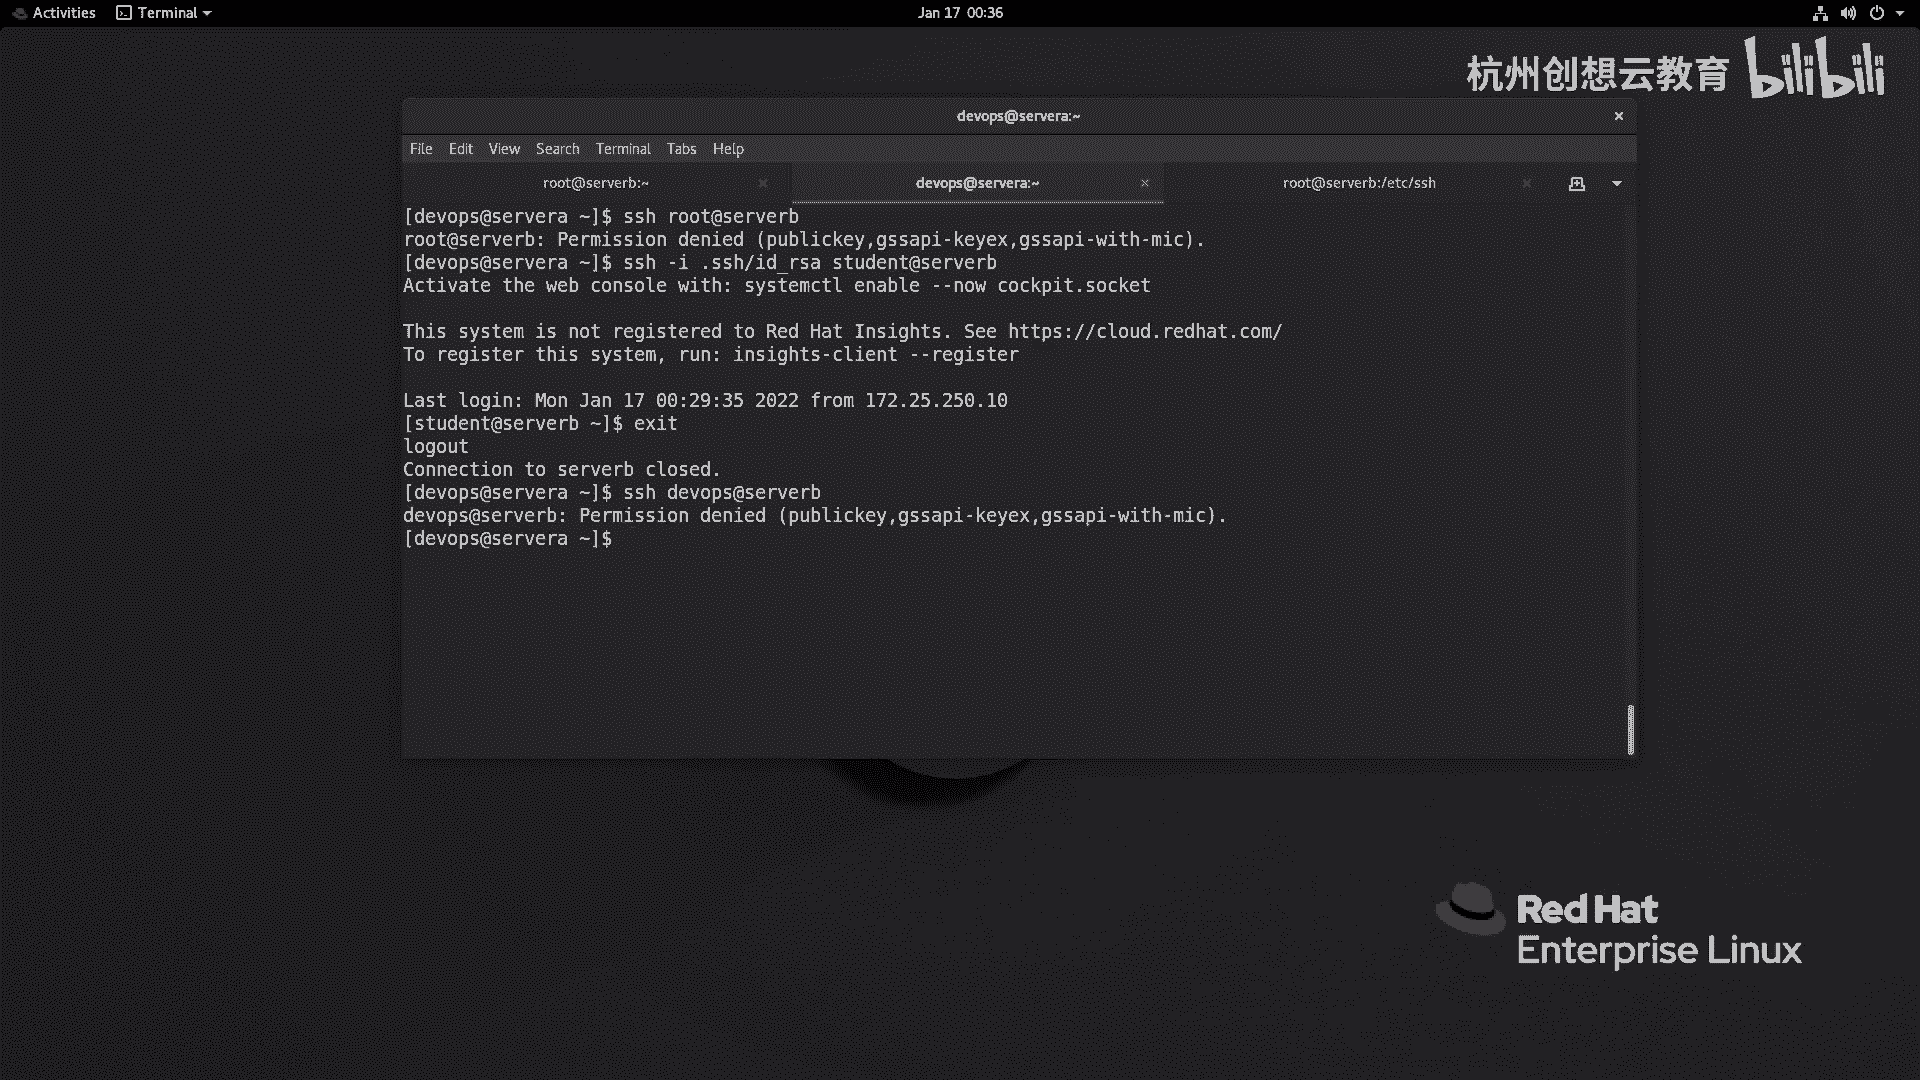 Activities Terminal Jan 17 00:36
杭州创想云教育 bilibili
devops@servera:~ ×
File Edit View Search Terminal Tabs Help
root@serverb:~ × devops@servera:~ × root@serverb:/etc/ssh ×
[devops@servera ~]$ ssh root@serverb
root@serverb: Permission denied (publickey,gssapi-keyex,gssapi-with-mic).
[devops@servera ~]$ ssh -i .ssh/id_rsa student@serverb
Activate the web console with: systemctl enable --now cockpit.socket
This system is not registered to Red Hat Insights. See https://cloud.redhat.com/
To register this system, run: insights-client --register
Last login: Mon Jan 17 00:29:35 2022 from 172.25.250.10
[student@serverb ~]$ exit
logout
Connection to serverb closed.
[devops@servera ~]$ ssh devops@serverb
devops@serverb: Permission denied (publickey,gssapi-keyex,gssapi-with-mic).
[devops@servera ~]$
Red Hat
Enterprise Linux